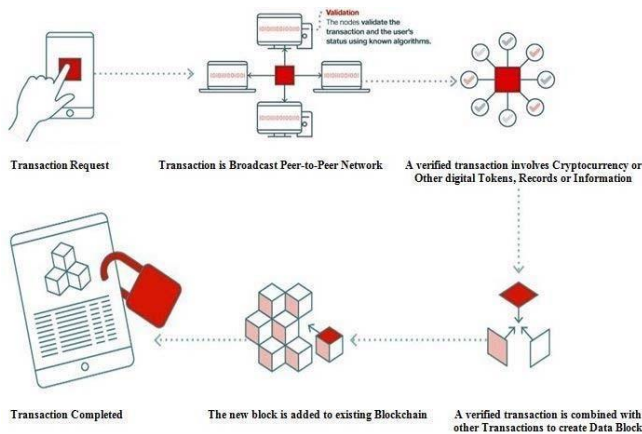 Validation
The nodes validate the
transaction and the user's
status using known algorithms.
Transaction Request
Transaction is Broadcast Peer-to-Peer Network
A verified transaction involves Cryptocurrency or
Other digital Tokens, Records or Information
Transaction Completed
The new block is added to existing Blockchain
A verified transaction is combined with
other Transactions to create Data Block